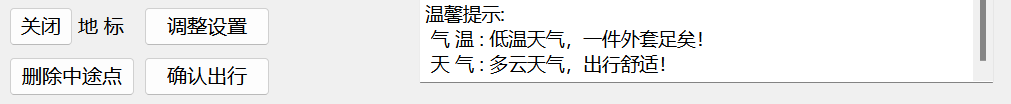 关闭 地 标 调整设置
删除中途点 确认出行
温馨提示:
气 温 : 低温天气，一件外套足矣!
天 气 : 多云天气，出行舒适!